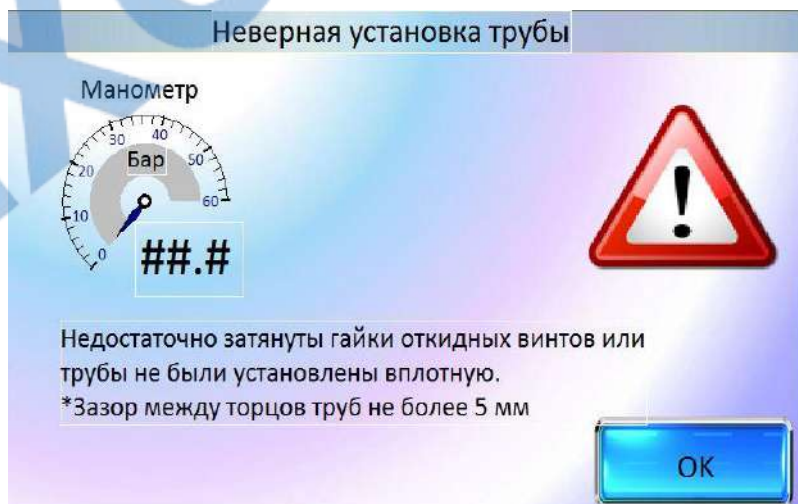 Неверная установка трубы
Манометр
0
10
20
30
40
50
60
Бар
##.#
Недостаточно затянуты гайки откидных винтов или
трубы не были установлены вплотную.
*Зазор между торцов труб не более 5 мм
OK